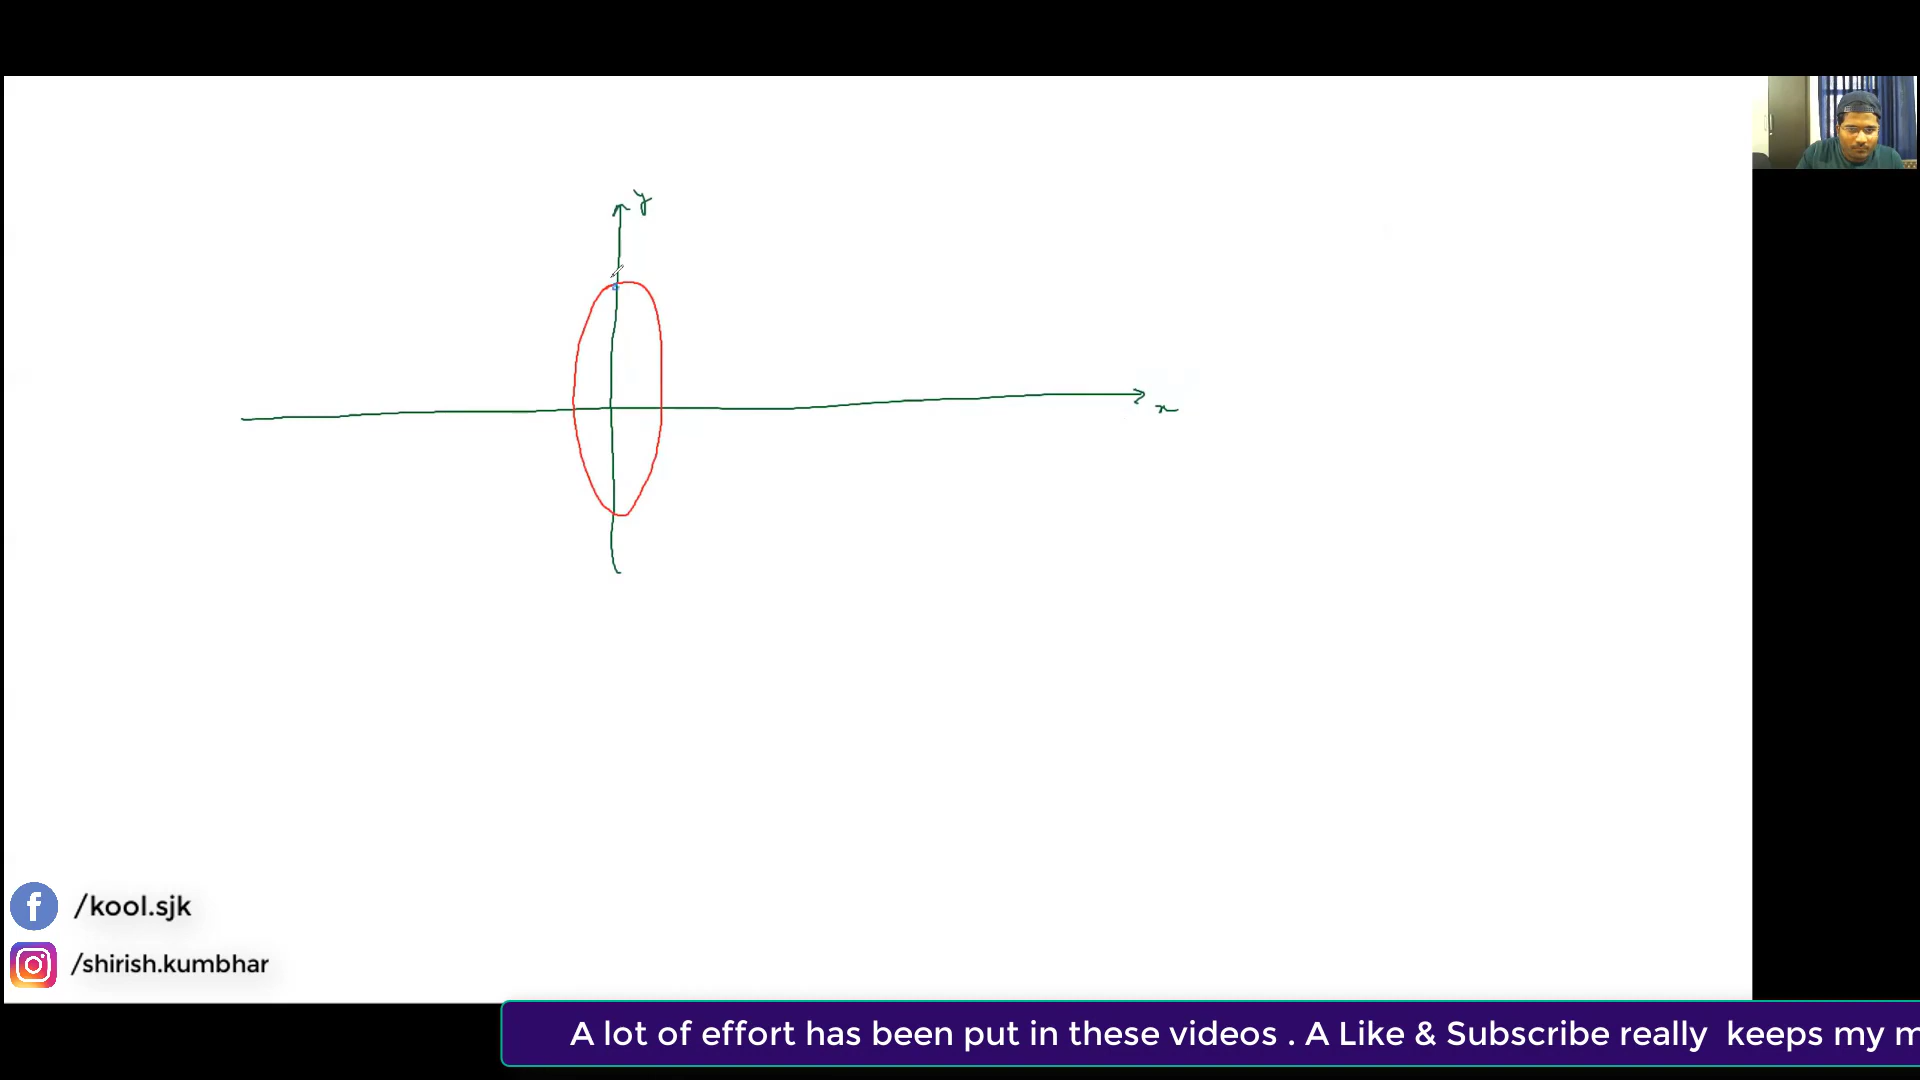 y
x
f /kool.sjk
/shirish.kumbhar
A lot of effort has been put in these videos . A Like & Subscribe really keeps my m